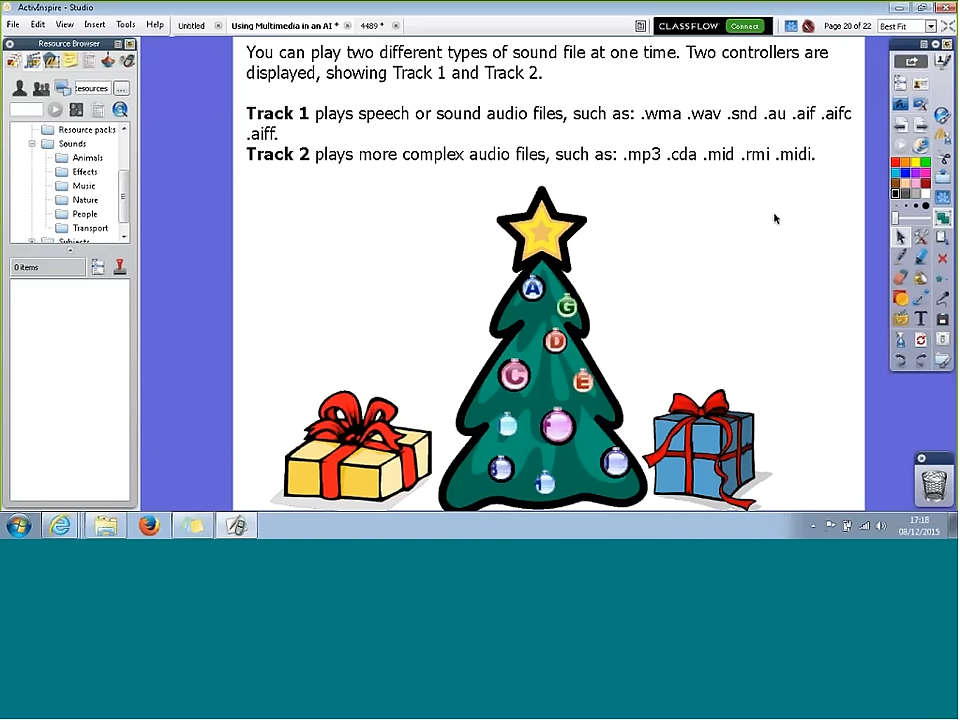 ActivInspire - Studio
File Edit View Insert Tools Help
Untitled
Using Multimedia in an AI *
4489 *
CLASSFLOW Connect
Page 20 of 22
Best Fit
Resource Browser
esources
...
Resource packs
Sounds
Animals
Effects
Music
Nature
People
Transport
Subjects
0 items
You can play two different types of sound file at one time. Two controllers are
displayed, showing Track 1 and Track 2.
Track 1 plays speech or sound audio files, such as: .wma .wav .snd .au .aif .aifc
.aiff.
Track 2 plays more complex audio files, such as: .mp3 .cda .mid .rmi .midi.
A
G
D
C
E
T
17:18
08/12/2015